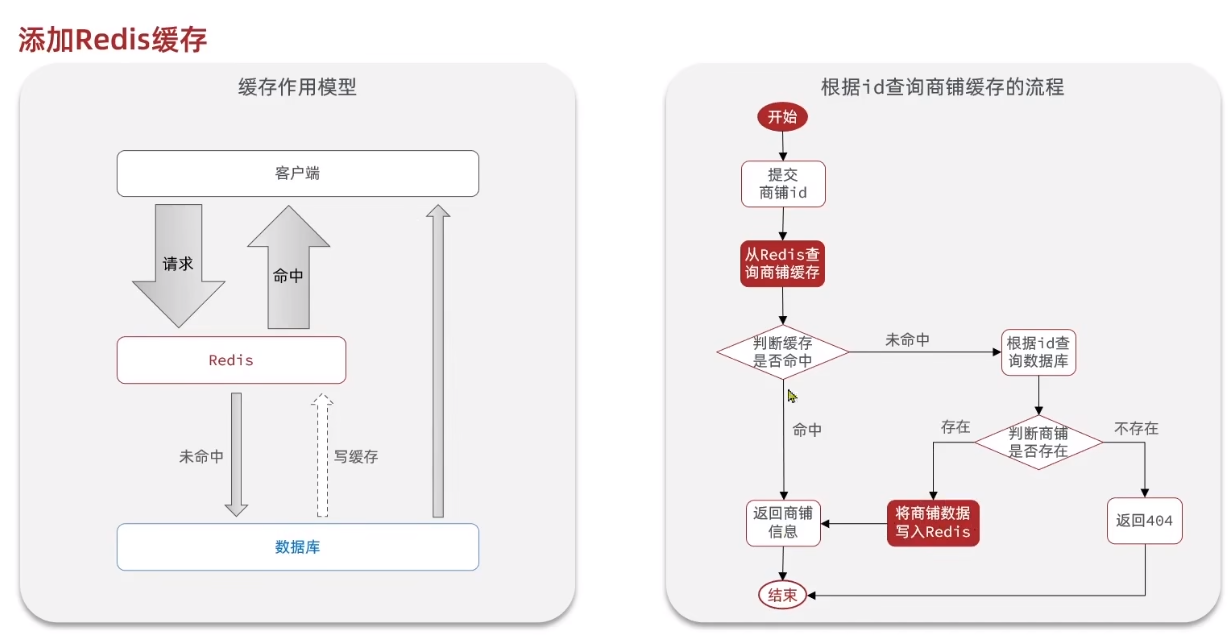 添加Redis缓存
缓存作用模型
客户端
请求
命中
Redis
未命中
写缓存
数据库
根据id查询商铺缓存的流程
开始
提交
商铺id
从Redis查
询商铺缓存
判断缓存
是否命中
未命中
根据id查
询数据库
命中
存在
判断商铺
是否存在
不存在
返回商铺
信息
将商铺数据
写入Redis
返回404
结束